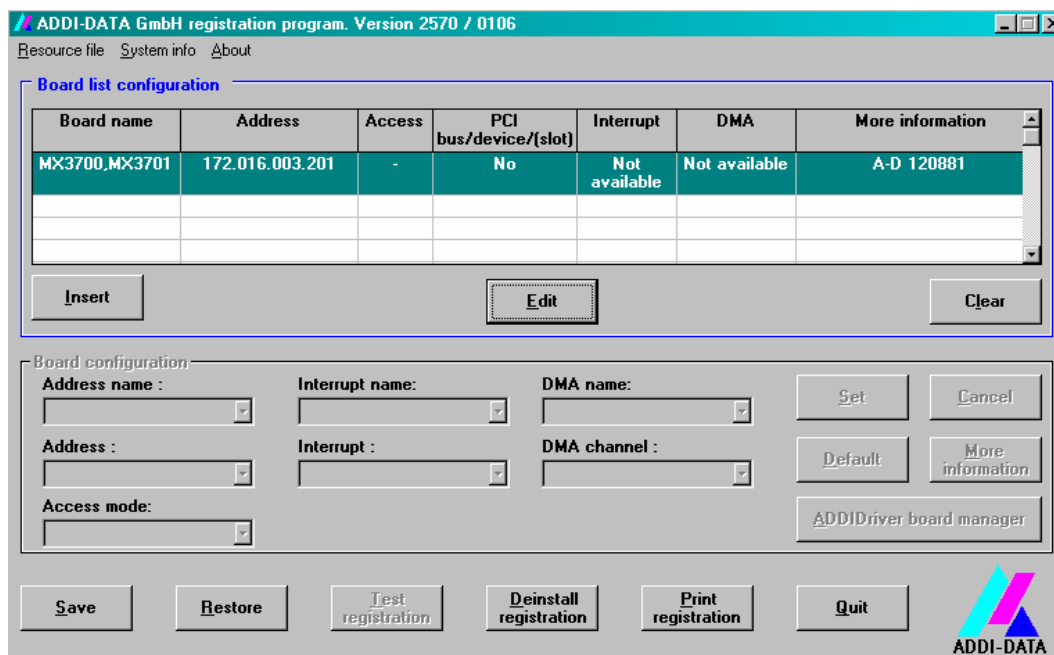 ADDI-DATA GmbH registration program. Version 2570 / 0106
Resource file System info About
Board list configuration
Board name Address Access PCI bus/device/(slot) Interrupt DMA More information
MX3700,MX3701 172.016.003.201 - No Not available Not available A-D 120881
Insert Edit Clear
Board configuration
Address name : Interrupt name: DMA name:
Set Cancel
Address : Interrupt : DMA channel :
Default More information
Access mode:
ADDIDriver board manager
Save Restore Test registration Deinstall registration Print registration Quit
ADDI-DATA